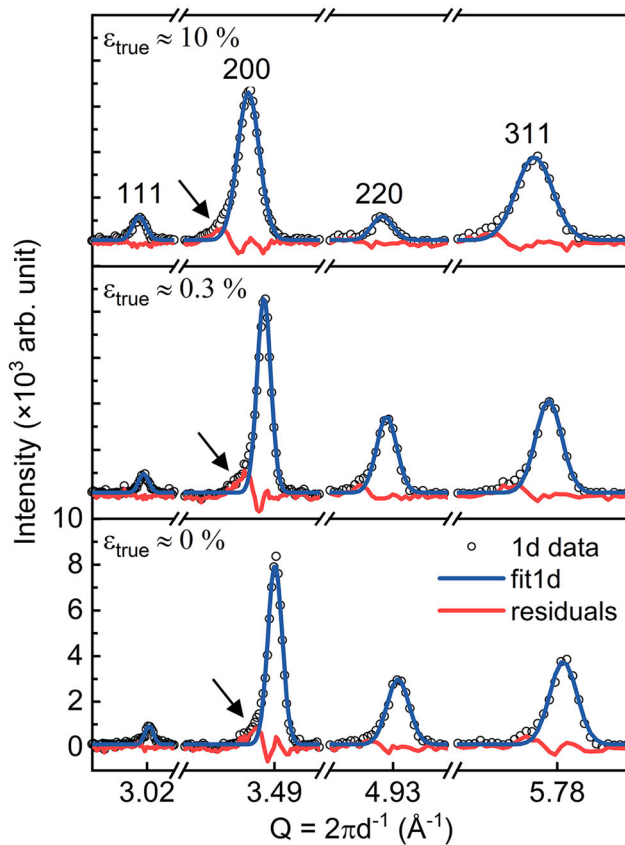 ε_true ≈ 10 %
200
111
220
311
ε_true ≈ 0.3 %
ε_true ≈ 0 %
Intensity (×10³ arb. unit)
10
8
6
4
2
0
1d data
fit1d
residuals
3.02 3.49 4.93 5.78
Q = 2πd⁻¹ (Å⁻¹)